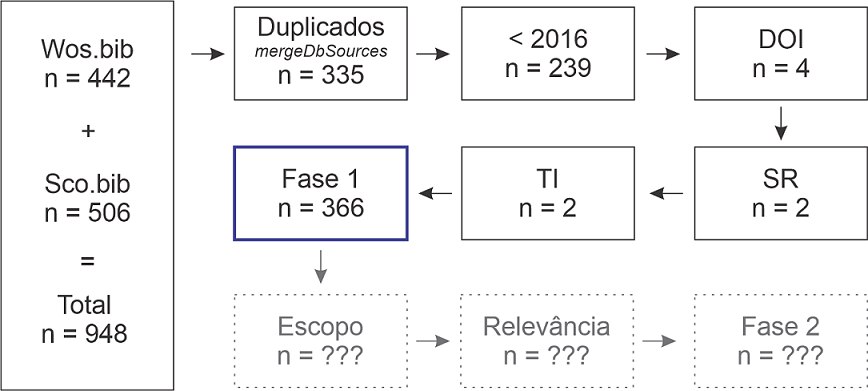 Wos.bib
n = 442
+
Sco.bib
n = 506
=
Total
n = 948
Duplicados
mergeDbSources
n = 335
< 2016
n = 239
DOI
n = 4
SR
n = 2
TI
n = 2
Fase 1
n = 366
Escopo
n = ???
Relevância
n = ???
Fase 2
n = ???